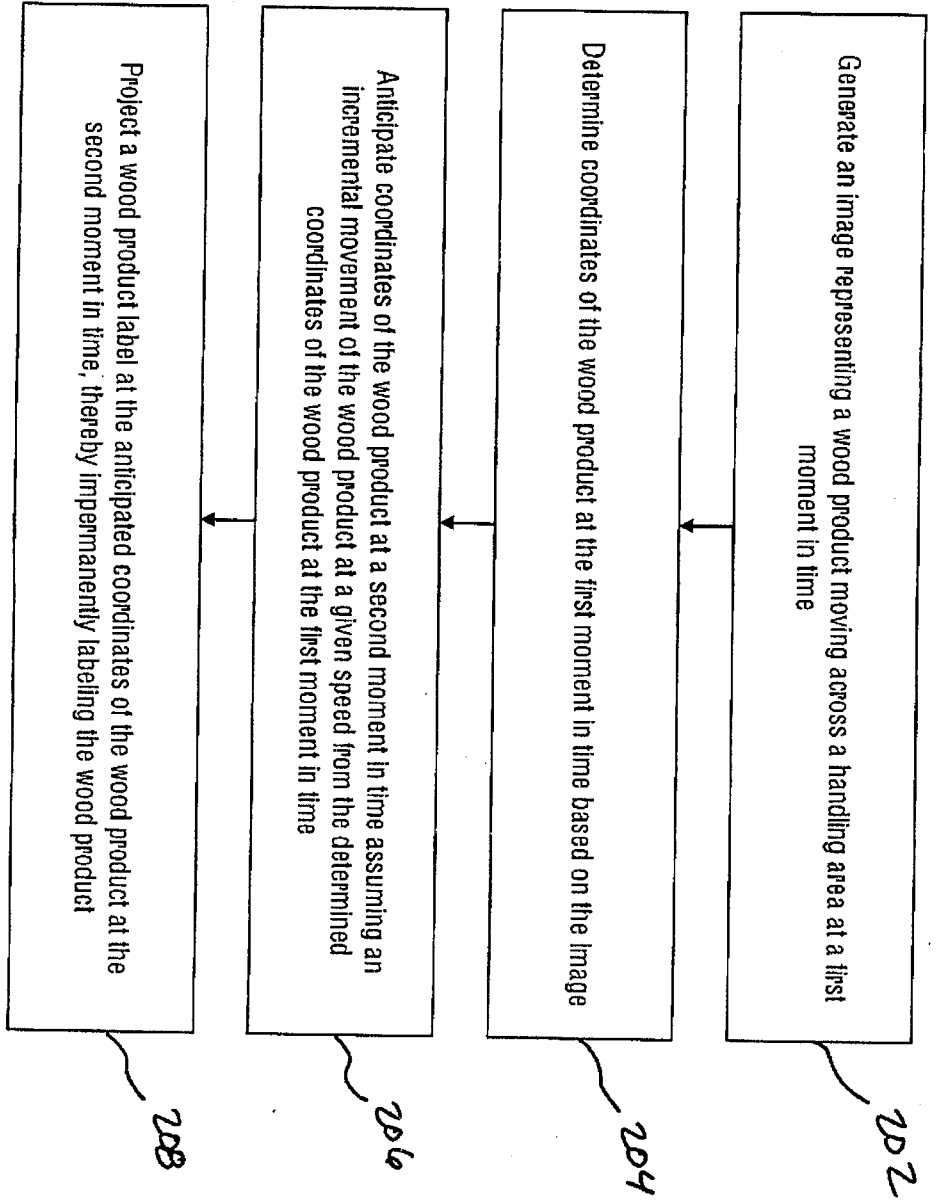 Generate an image representing a wood product moving across a handling area at a first
moment in time
202
Determine coordinates of the wood product at the first moment in time based on the image
204
Anticipate coordinates of the wood product at a second moment in time assuming an
incremental movement of the wood product at a given speed from the determined
coordinates of the wood product at the first moment in time
206
Project a wood product label at the anticipated coordinates of the wood product at the
second moment in time, thereby impermanently labeling the wood product
208